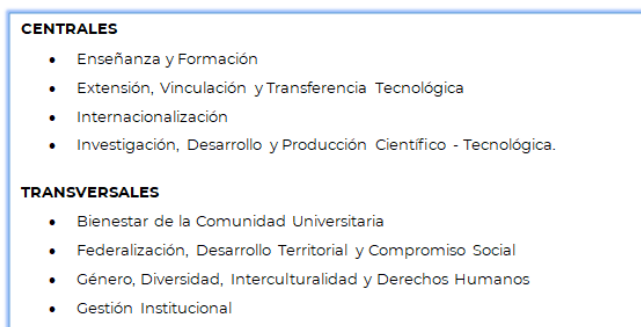 CENTRALES
• Enseñanza y Formación
• Extensión, Vinculación y Transferencia Tecnológica
• Internacionalización
• Investigación, Desarrollo y Producción Científico - Tecnológica.
TRANSVERSALES
• Bienestar de la Comunidad Universitaria
• Federalización, Desarrollo Territorial y Compromiso Social
• Género, Diversidad, Interculturalidad y Derechos Humanos
• Gestión Institucional